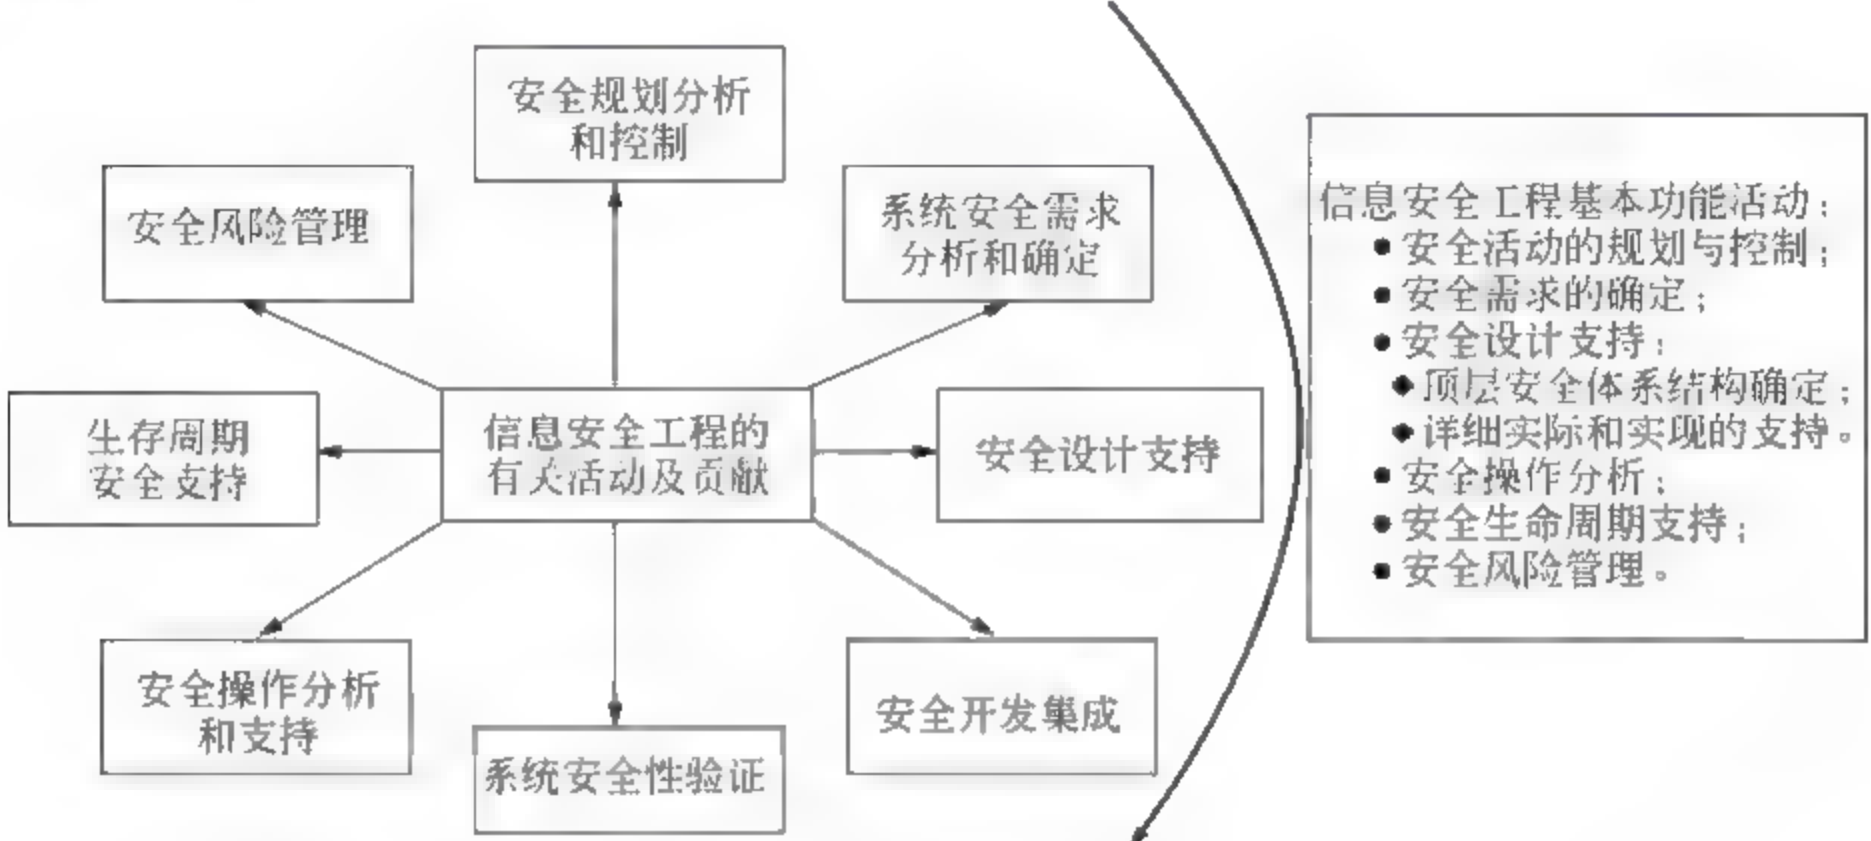 安全规划分析
和控制
安全风险管理
系统安全需求
分析和确定
生存周期
安全支持
信息安全工程的
有关活动及贡献
安全设计支持
安全操作分析
和支持
系统安全性验证
安全开发集成
信息安全工程基本功能活动：
●安全活动的规划与控制；
●安全需求的确定；
●安全设计支持：
◆顶层安全体系结构确定；
◆详细实际和实现的支持。
●安全操作分析；
●安全生命周期支持；
●安全风险管理。